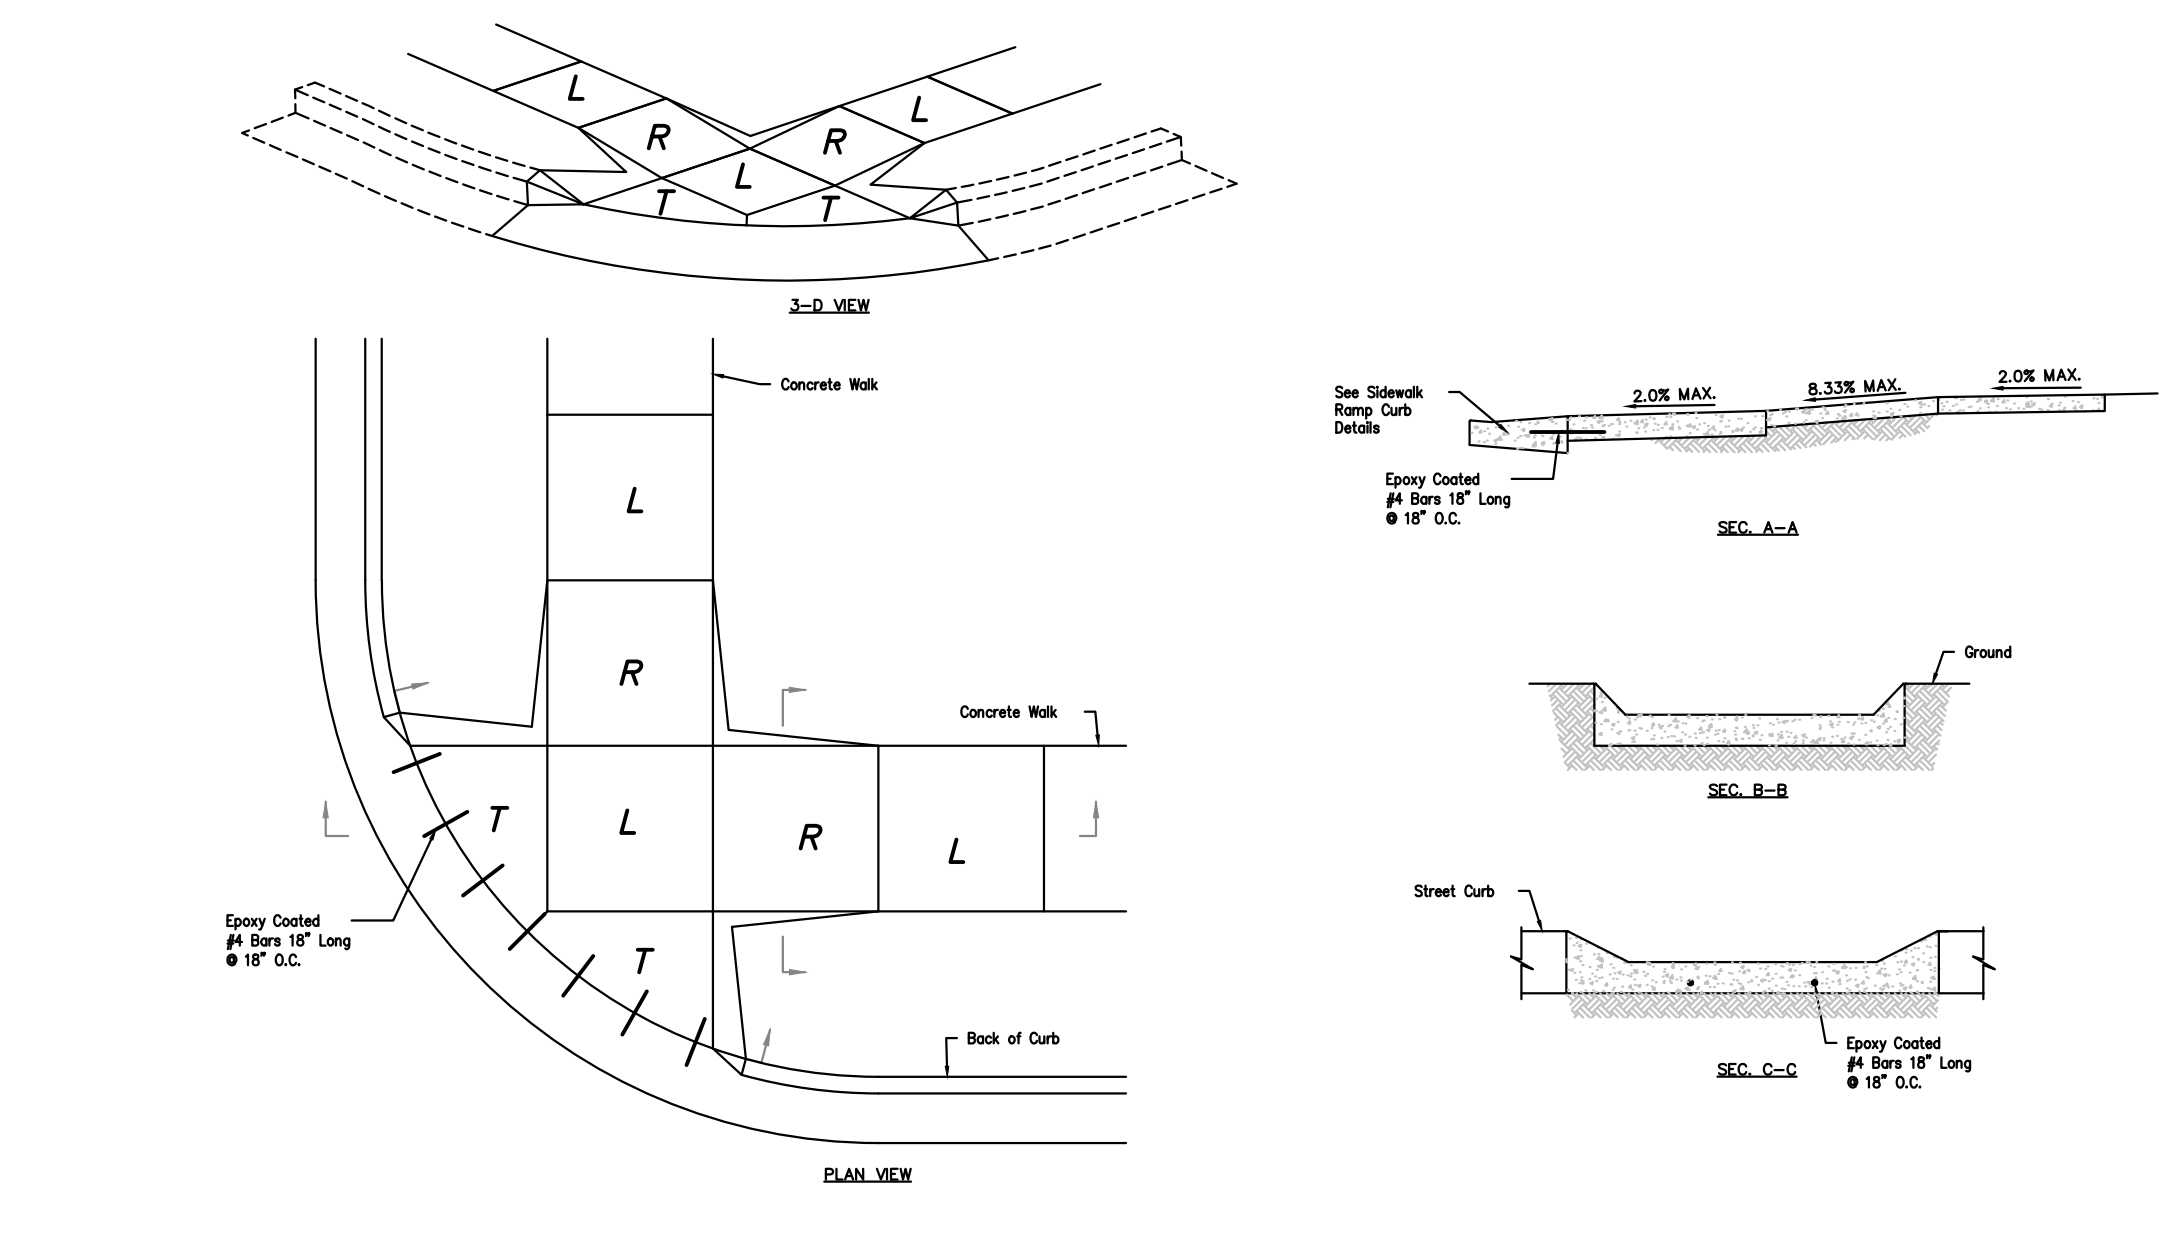 L
L
R
R
L
T
T
3-D VIEW
Concrete Walk
L
R
Concrete Walk
T
L
R
L
Epoxy Coated
#4 Bars 18" Long
@ 18" O.C.
T
Back of Curb
PLAN VIEW
See Sidewalk
Ramp Curb
Details
2.0% MAX.
8.33% MAX.
2.0% MAX.
Epoxy Coated
#4 Bars 18" Long
@ 18" O.C.
SEC. A-A
Ground
SEC. B-B
Street Curb
Epoxy Coated
#4 Bars 18" Long
@ 18" O.C.
SEC. C-C